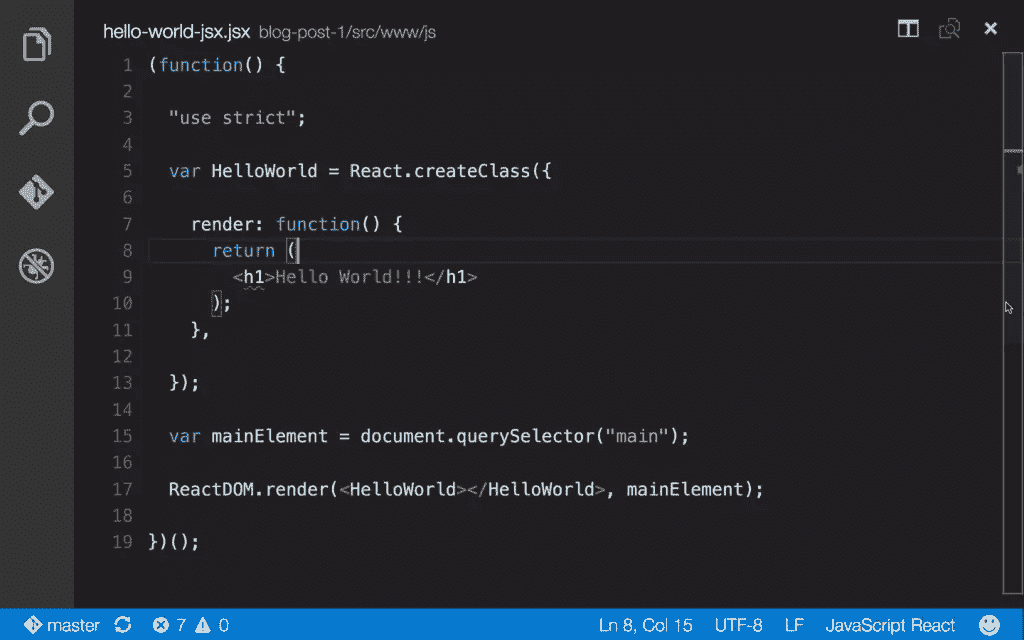 hello-world-jsx.jsx blog-post-1/src/www/js
1 (function() {
2
3 "use strict";
4
5 var HelloWorld = React.createClass({
6
7 render: function() {
8 return (
9 <h1>Hello World!!!</h1>
10 );
11 },
12
13 });
14
15 var mainElement = document.querySelector("main");
16
17 ReactDOM.render(<HelloWorld></HelloWorld>, mainElement);
18
19 })();
master 7 0 Ln 8, Col 15 UTF-8 LF JavaScript React